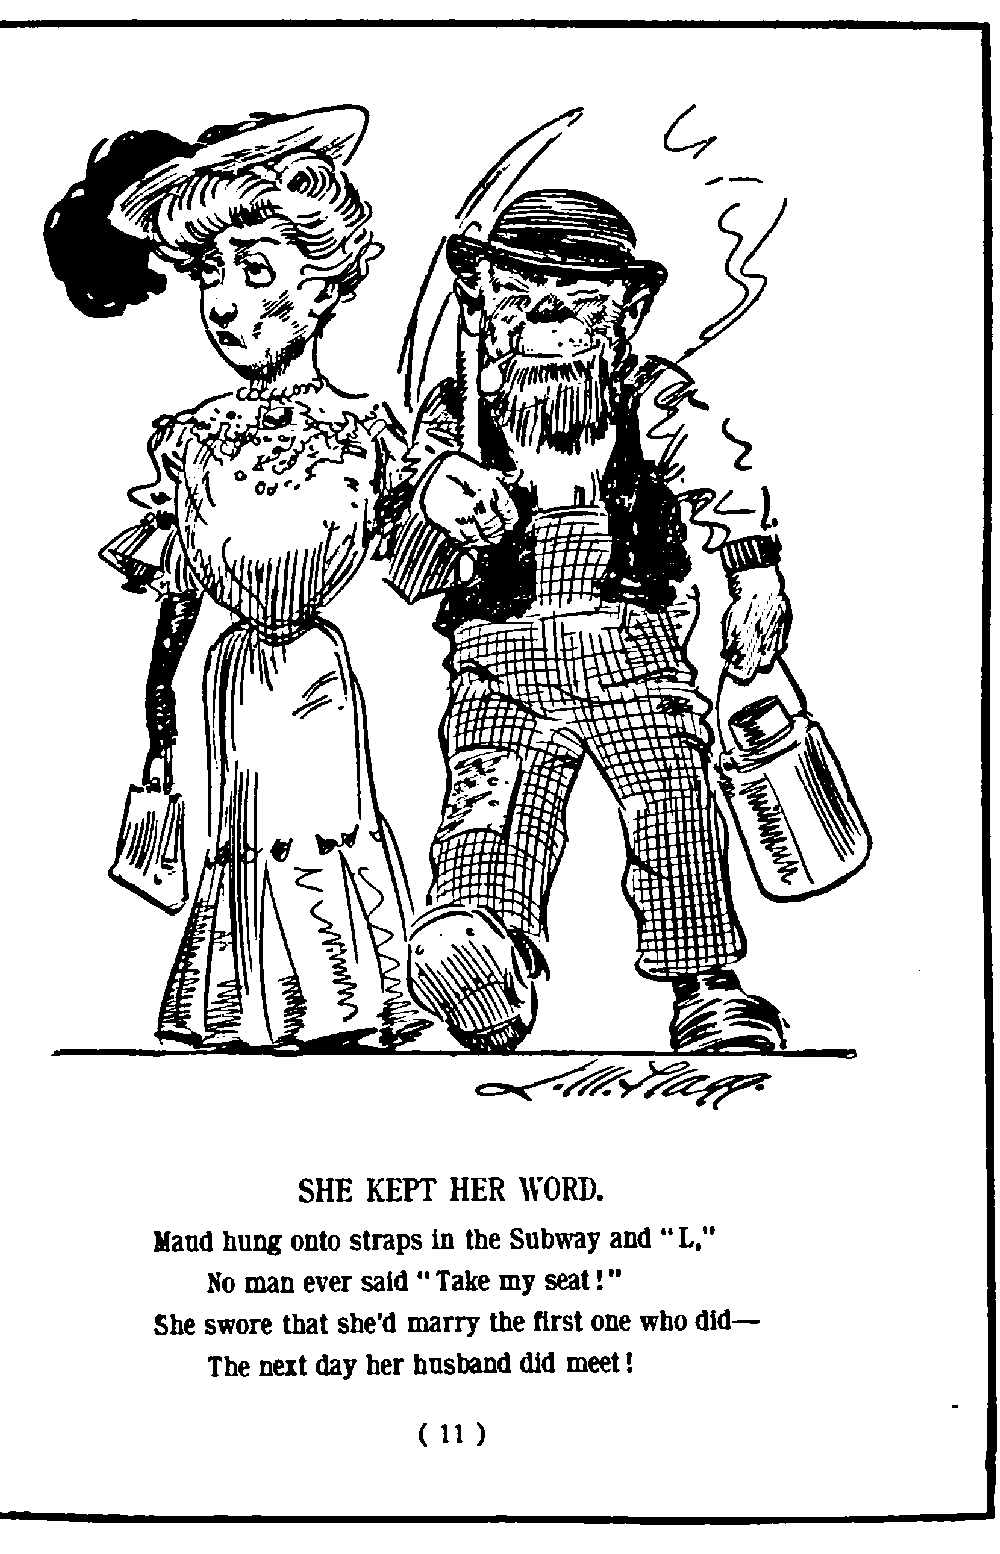 J. M. Flagg.
SHE KEPT HER WORD.
Maud hung onto straps in the Subway and "L,"
No man ever said "Take my seat!"
She swore that she'd marry the first one who did—
The next day her husband did meet!
( 11 )